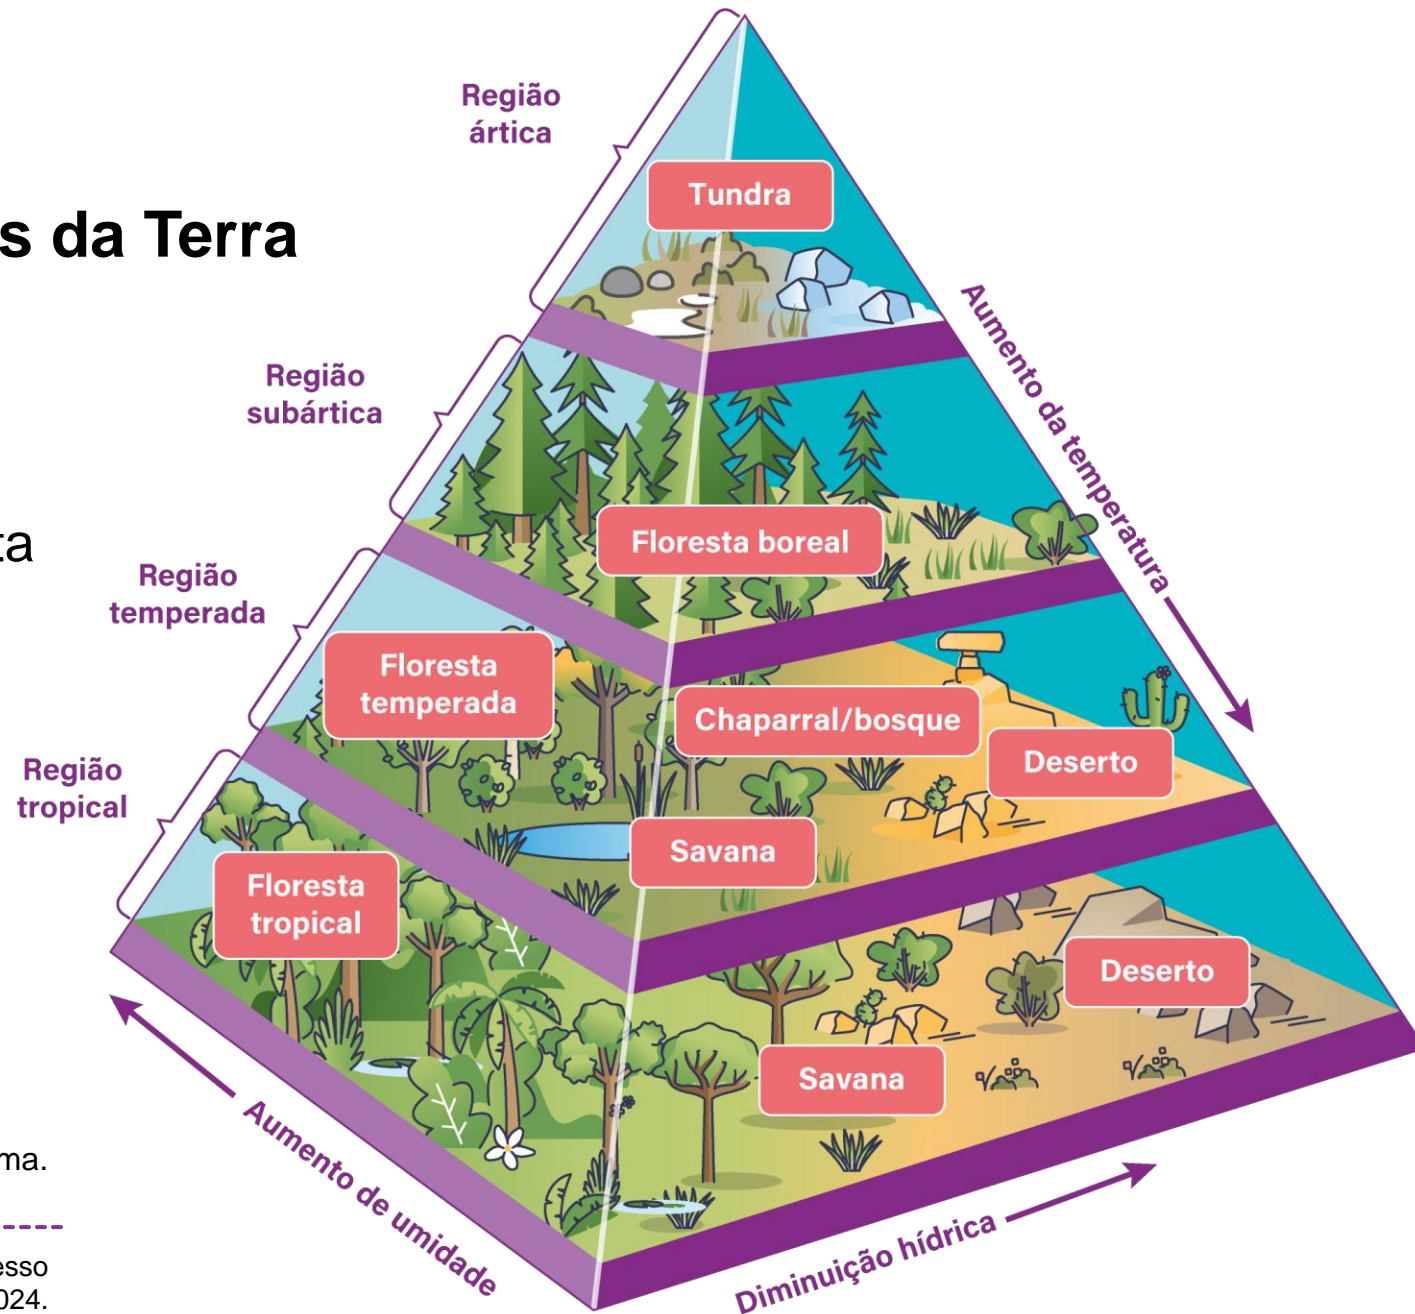 s da Terra
ta
ma.
esso
2024.
Região
ártica
Região
subártica
Região
temperada
Região
tropical
Tundra
Floresta boreal
Floresta
temperada
Chaparral/bosque
Deserto
Savana
Floresta
tropical
Deserto
Savana
Aumento da temperatura
Aumento de umidade
Diminuição hídrica